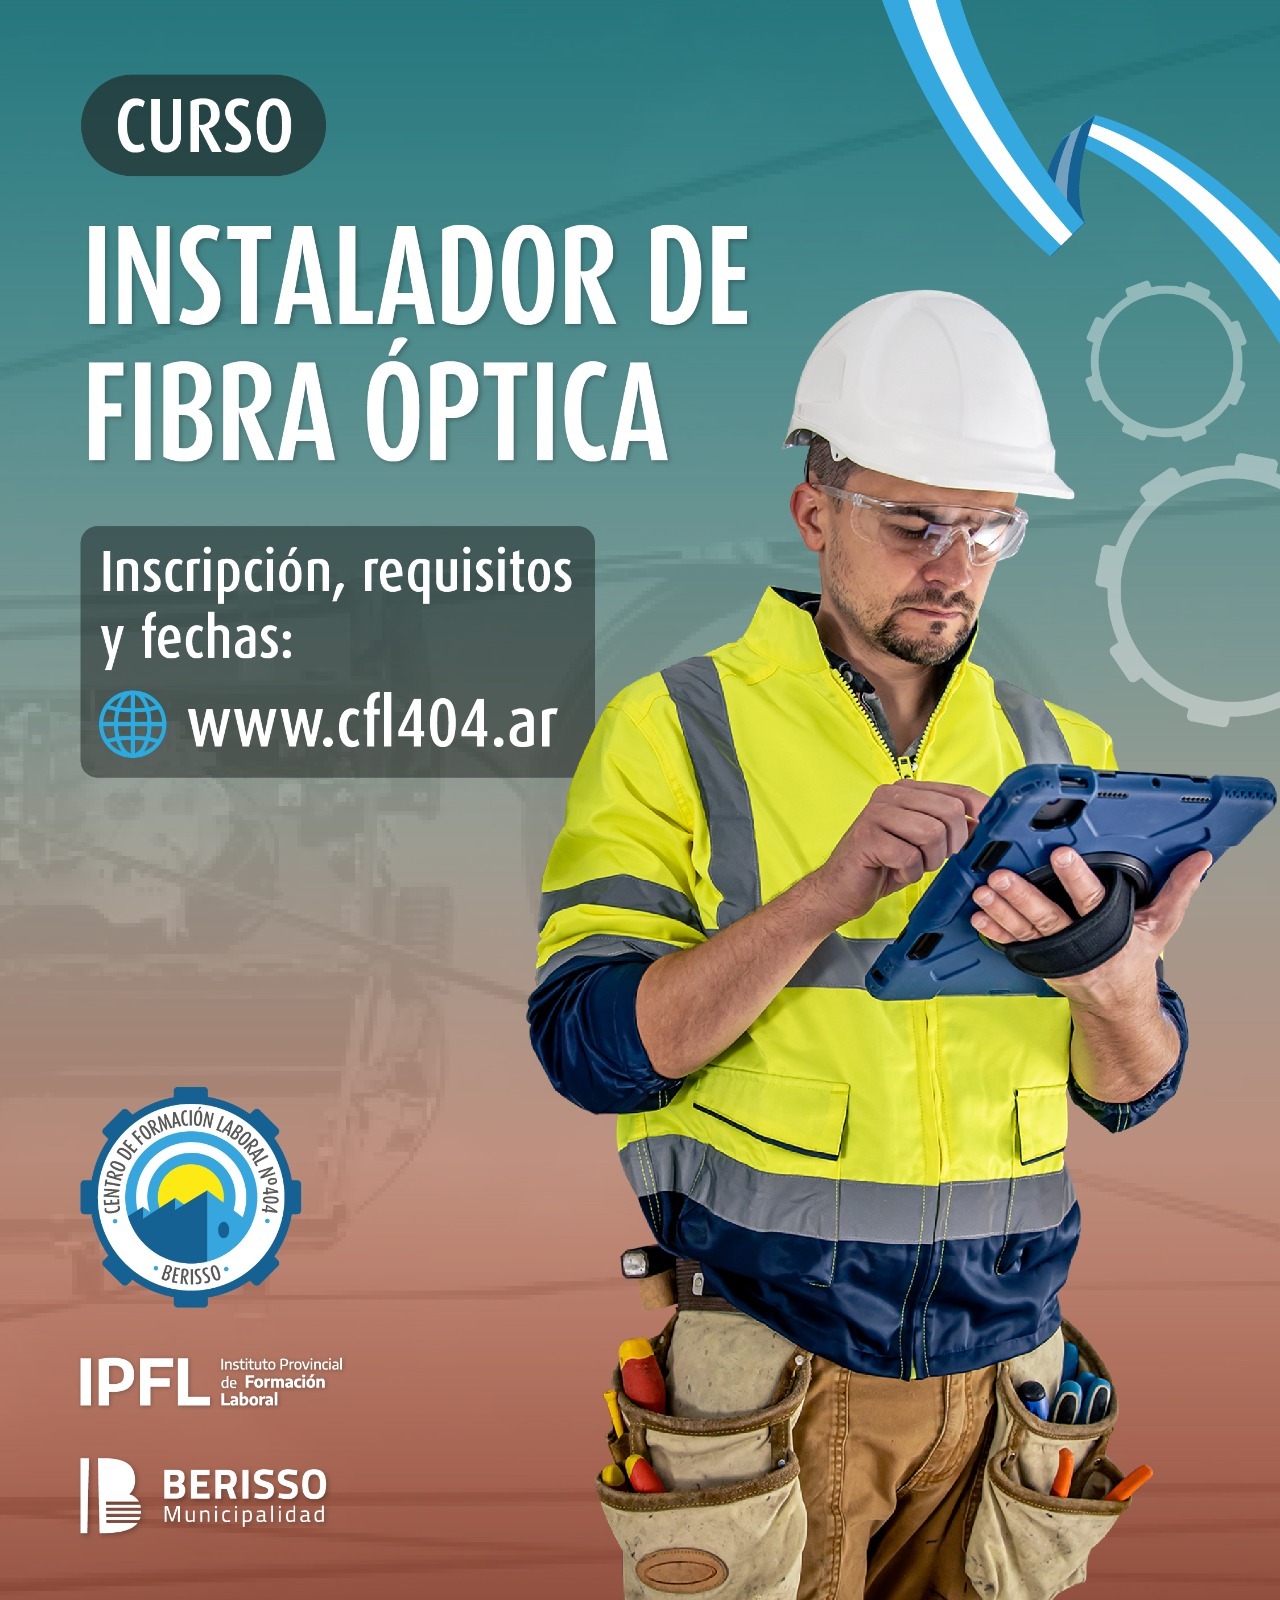 CURSO
INSTALADOR DE
FIBRA ÓPTICA
Inscripción, requisitos
y fechas:
www.cfl404.ar
CENTRO DE FORMACIÓN LABORAL Nº404
• BERISSO •
IPFL
Instituto Provincial
de Formación
Laboral
BERISSO
Municipalidad